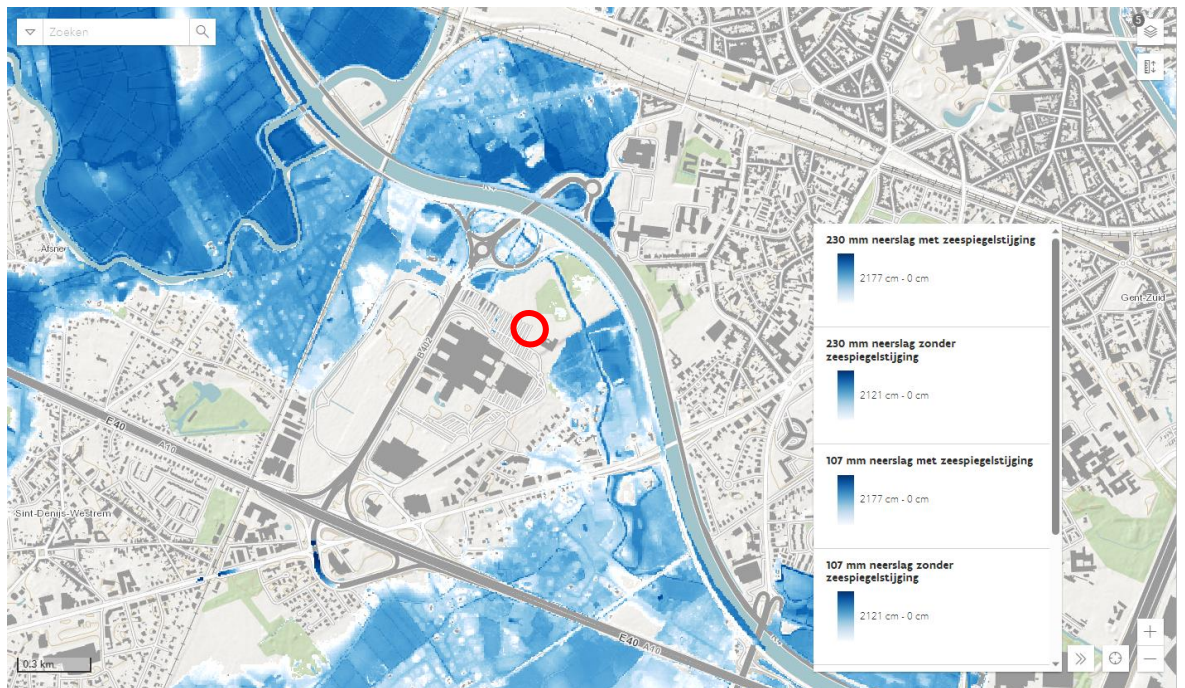 Zoeken
5
R4
Afsnee
B402
E40
A10
Sint-Denijs-Westrem
E40 A10
R4
Gent-Zuid
230 mm neerslag met zeespiegelstijging
2177 cm - 0 cm
230 mm neerslag zonder
zeespiegelstijging
2121 cm - 0 cm
107 mm neerslag met zeespiegelstijging
2177 cm - 0 cm
107 mm neerslag zonder
zeespiegelstijging
2121 cm - 0 cm
0.3 km